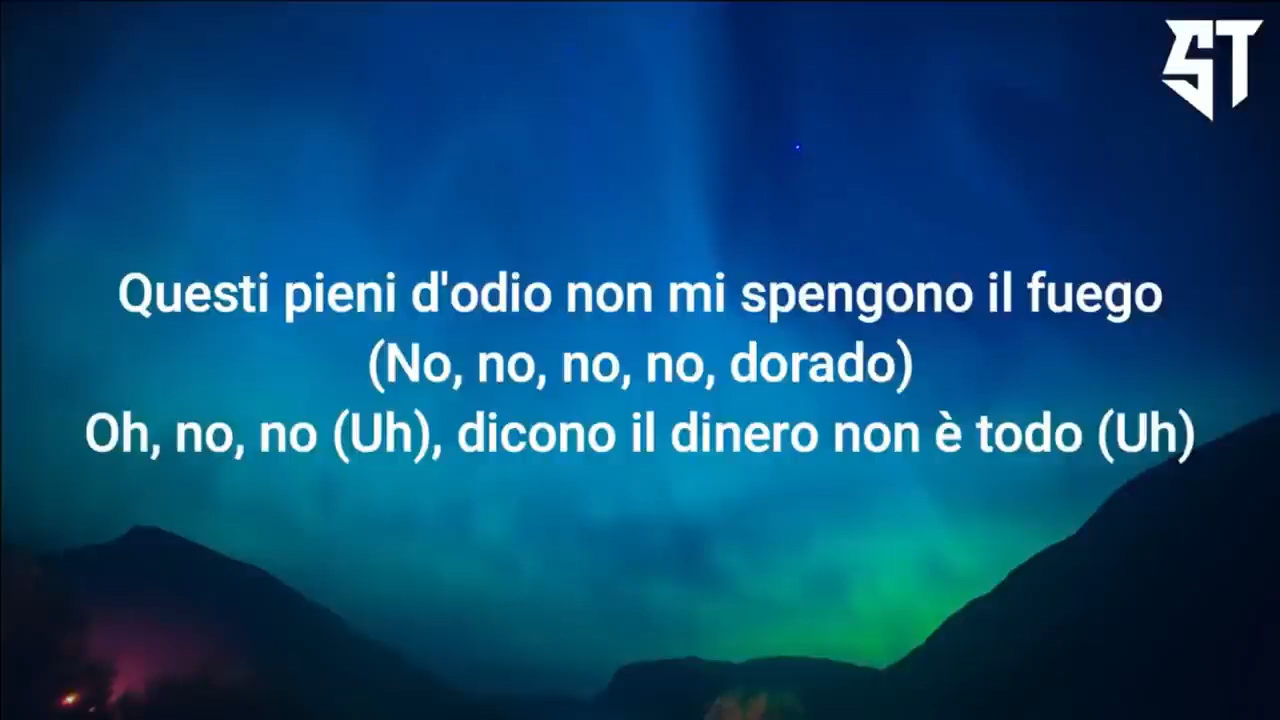 ST
Questi pieni d'odio non mi spengono il fuego
(No, no, no, no, dorado)
Oh, no, no (Uh), dicono il dinero non è todo (Uh)